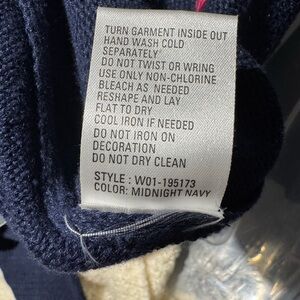 TURN GARMENT INSIDE OUT
HAND WASH COLD
SEPARATELY
DO NOT TWIST OR WRING
USE ONLY NON-CHLORINE
BLEACH AS NEEDED
RESHAPE AND LAY
FLAT TO DRY
COOL IRON IF NEEDED
DO NOT IRON ON
DECORATION
DO NOT DRY CLEAN
STYLE : W01-195173
COLOR: MIDNIGHT NAVY